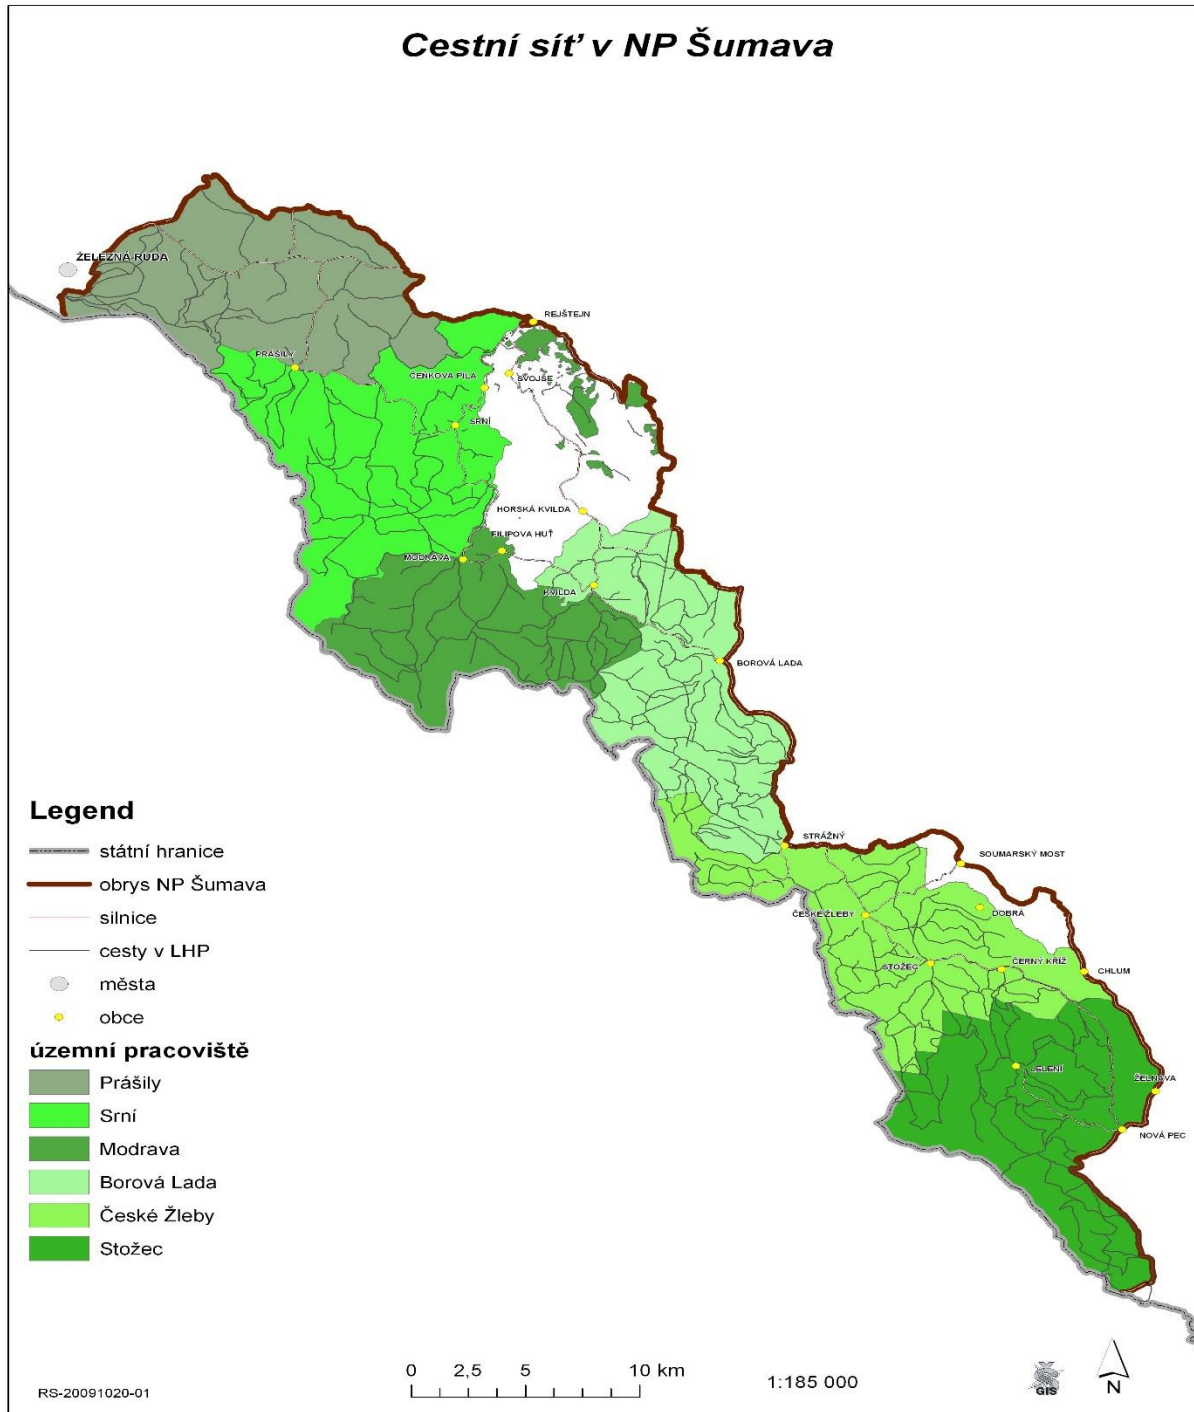 Cestní síť v NP Šumava
ŽELEZNÁ RUDA
REJŠTEJN
PRÁŠILY
ČENKOVA PILA
SVOJŠE
SRNÍ
HORSKÁ KVILDA
FILIPOVA HUŤ
MODRAVA
KVILDA
BOROVÁ LADA
STRÁŽNÝ
SOUMARSKÝ MOST
ČESKÉ ŽLEBY
DOBRÁ
STOŽEC
ČERNÝ KŘÍŽ
CHLUM
JELENÍ
ŽELNAVA
NOVÁ PEC
Legend
státní hranice
obrys NP Šumava
silnice
cesty v LHP
města
obce
územní pracoviště
Prášily
Srní
Modrava
Borová Lada
České Žleby
Stožec
0 2,5 5 10 km
1:185 000
GIS
N
RS-20091020-01